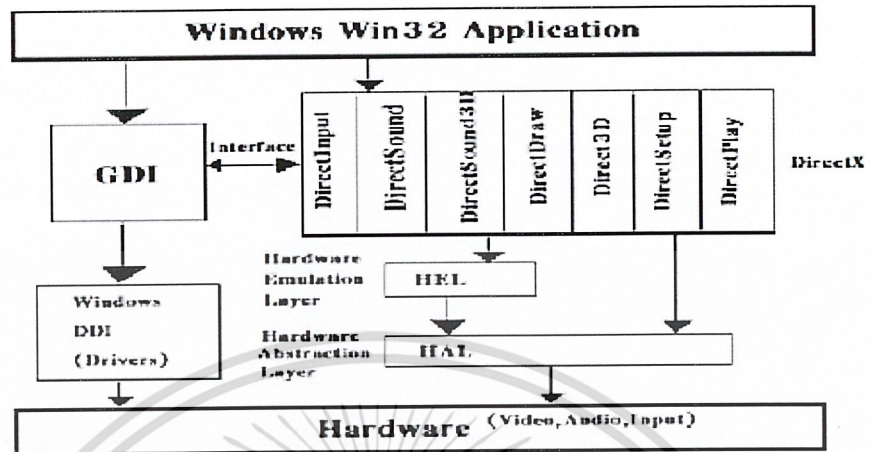 Windows Win32 Application
GDI
Interface
DirectInput
DirectSound
DirectSound3D
DirectDraw
Direct3D
DirectSetup
DirectPlay
DirectX
Hardware
Emulation
Layer
HEL
Windows
DDI
(Drivers)
Hardware
Abstraction
Layer
HAL
Hardware (Video,Audio,Input)